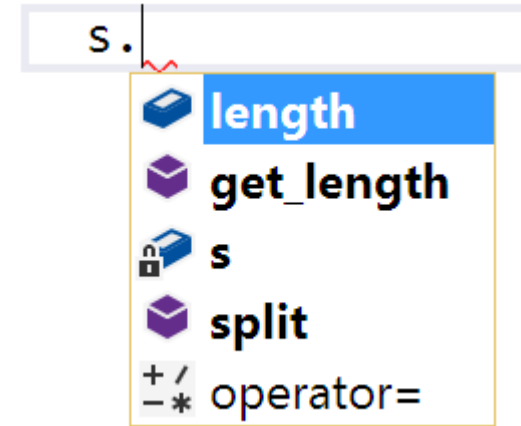 s.
length
get_length
s
split
operator=